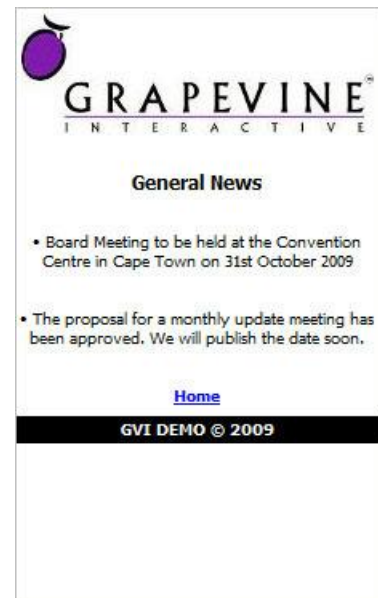 GRAPEVINE
INTERACTIVE
General News
• Board Meeting to be held at the Convention
Centre in Cape Town on 31st October 2009
• The proposal for a monthly update meeting has
been approved. We will publish the date soon.
Home
GVI DEMO © 2009